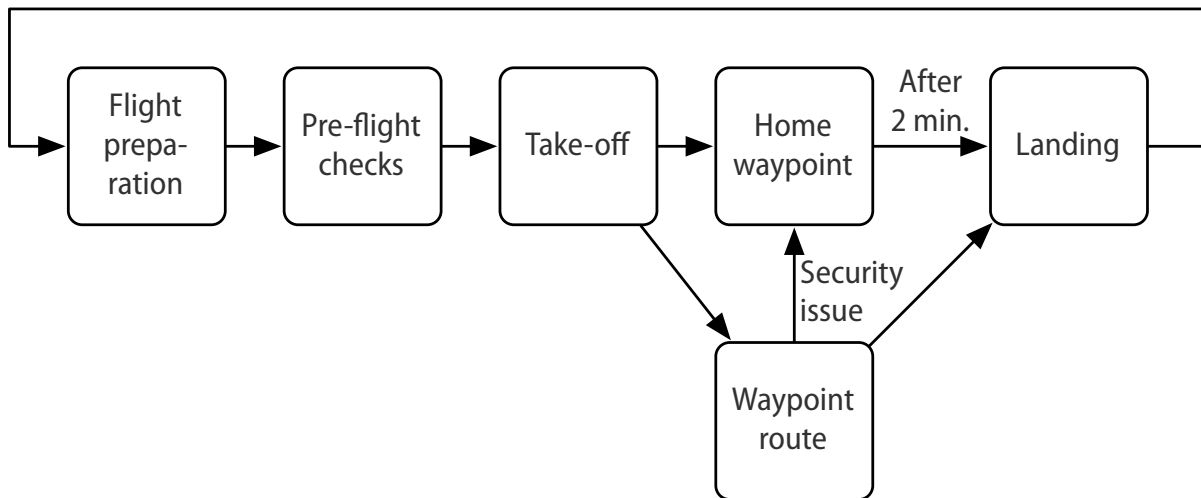 Flight
prepa-
ration
Pre-flight
checks
Take-off
Home
waypoint
After
2 min.
Landing
Security
issue
Waypoint
route